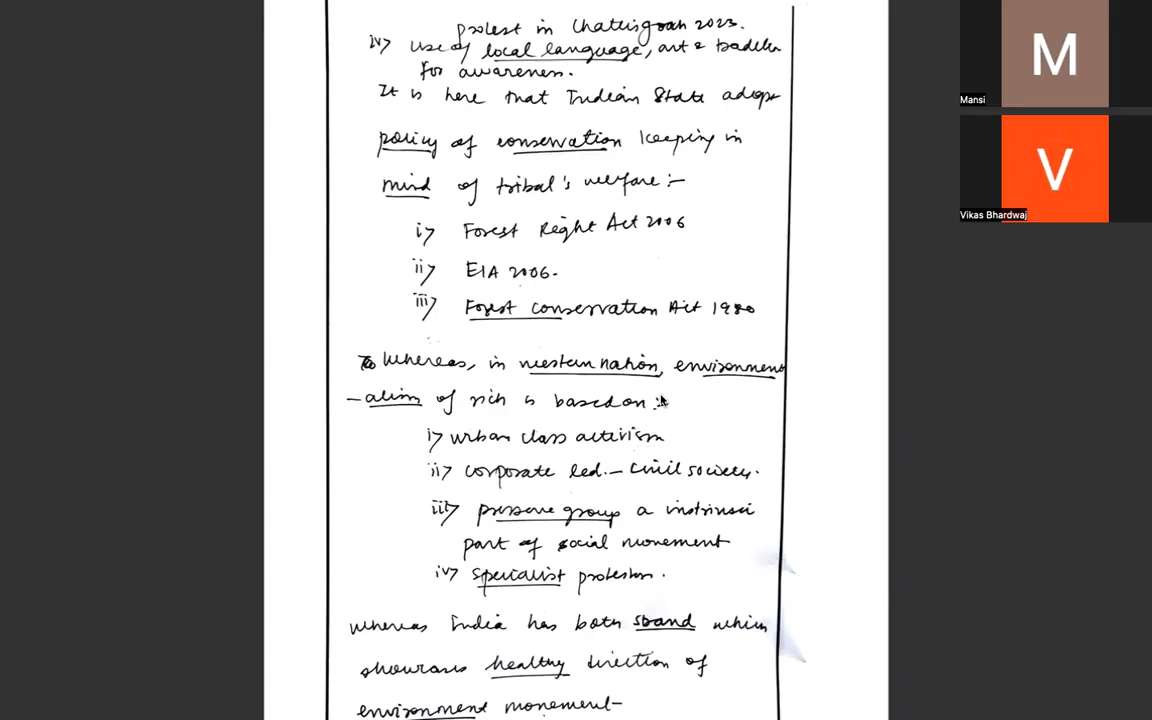 protest in Chattisgarh 2023.
iv) use of local language, art & tradition
for awareness.
It is here that Indian State adopt
policy of conservation keeping in
mind of tribal's welfare:-
i) Forest Right Act 2006
ii) EIA 2006.
iii) Forest conservation Act 1980
Whereas, in western nation, environment
-alism of rich is based on :
i) urban class activism
ii) corporate led - civil society.
iii) pressure group a instrinsi
part of social movement
iv) specialist protestors.
whereas India has both strand which
showcases healthy direction of
environment movement-
M
Mansi
V
Vikas Bhardwaj